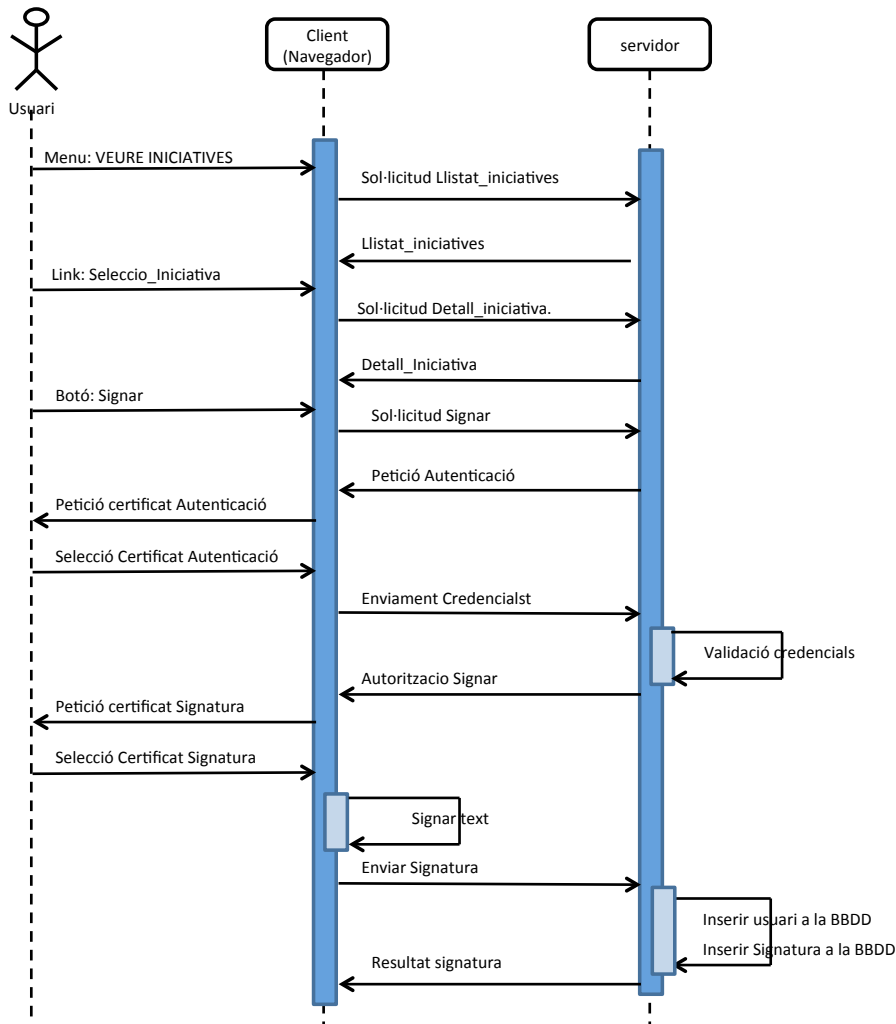 Client
(Navegador)
servidor
Usuari
Menu: VEURE INICIATIVES
Sol·licitud Llistat_iniciatives
Llistat_iniciatives
Link: Seleccio_Iniciativa
Sol·licitud Detall_iniciativa.
Detall_Iniciativa
Botó: Signar
Sol·licitud Signar
Petició Autenticació
Petició certificat Autenticació
Selecció Certificat Autenticació
Enviament Credencialst
Validació credencials
Autorització Signar
Petició certificat Signatura
Selecció Certificat Signatura
Signar text
Enviar Signatura
Inserir usuari a la BBDD
Inserir Signatura a la BBDD
Resultat signatura